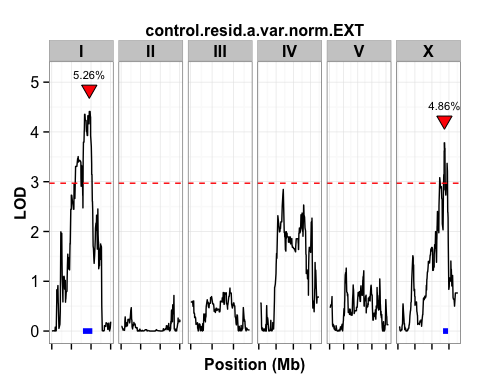 control.resid.a.var.norm.EXT
I II III IV V X
5.26%
4.86%
5
4
3
2
1
0
LOD
Position (Mb)